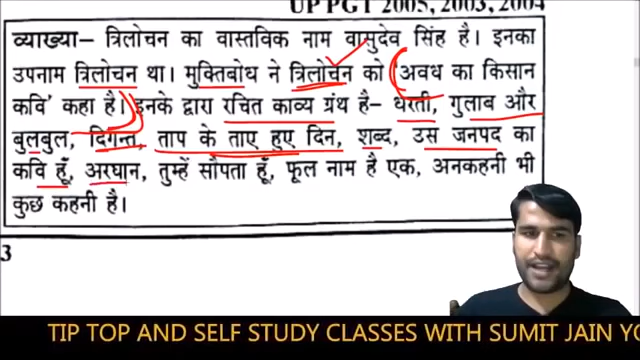 UP PGT 2005, 2003, 2004
व्याख्या– त्रिलोचन का वास्तविक नाम वासुदेव सिंह है। इनका
उपनाम त्रिलोचन था। मुक्तिबोध ने त्रिलोचन को (अवध का किसान
कवि' कहा है। इनके द्वारा रचित काव्य ग्रंथ है– धरती, गुलाब और
बुलबुल, दिगन्त, ताप के ताए हुए दिन, शब्द, उस जनपद का
कवि हूँ, अरघान, तुम्हें सौपता हूँ, फूल नाम है एक, अनकहनी भी
कुछ कहनी है।
3
TIP TOP AND SELF STUDY CLASSES WITH SUMIT JAIN YO